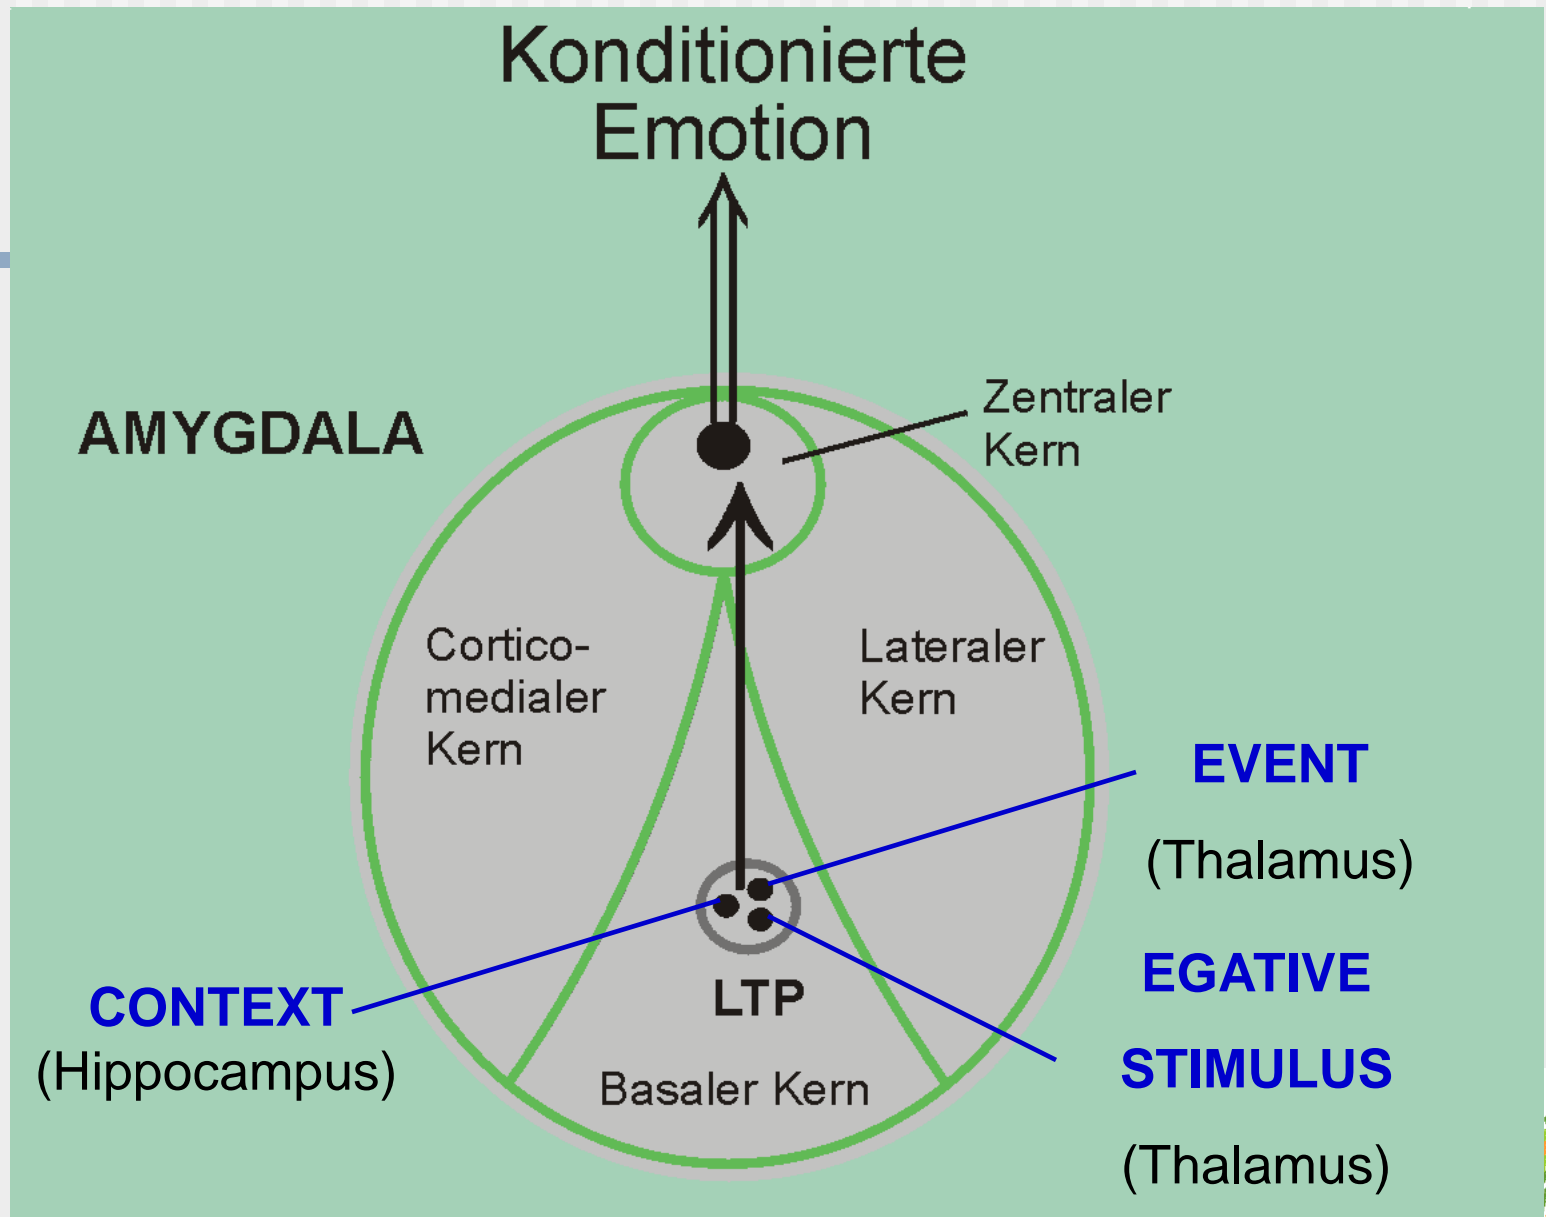 Konditionierte
Emotion
AMYGDALA
Zentraler
Kern
Cortico-
medialer
Kern
Lateraler
Kern
EVENT
(Thalamus)
CONTEXT
(Hippocampus)
LTP
EGATIVE
STIMULUS
(Thalamus)
Basaler Kern